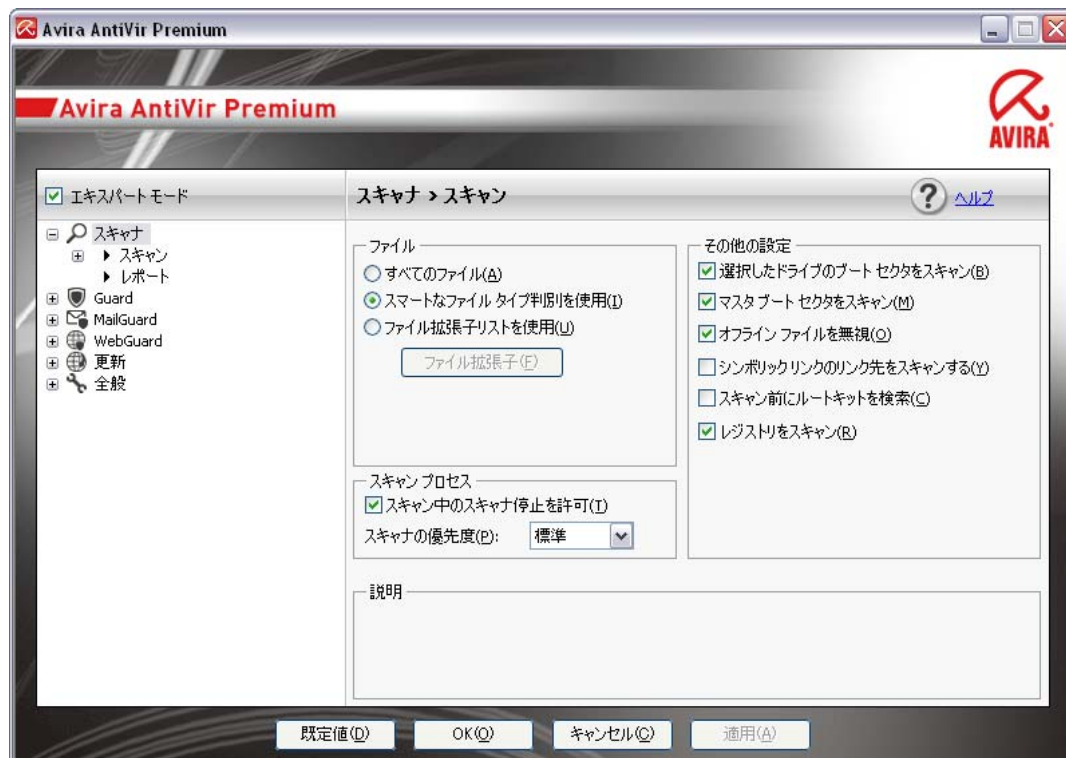 Avira AntiVir Premium
Avira AntiVir Premium
AVIRA
エキスパート モード
スキャナ > スキャン
? ヘルプ
スキャナ
スキャン
レポート
Guard
MailGuard
WebGuard
更新
全般
ファイル
すべてのファイル(A)
スマートなファイル タイプ判別を使用(I)
ファイル拡張子リストを使用(U)
ファイル拡張子(F)
スキャン プロセス
スキャン中のスキャナ停止を許可(T)
スキャナの優先度(P): 標準
その他の設定
選択したドライブのブート セクタをスキャン(B)
マスタ ブート セクタをスキャン(M)
オフライン ファイルを無視(O)
シンボリック リンクのリンク先をスキャンする(Y)
スキャン前にルートキットを検索(C)
レジストリをスキャン(R)
説明
既定値(D) OK(O) キャンセル(C) 適用(A)